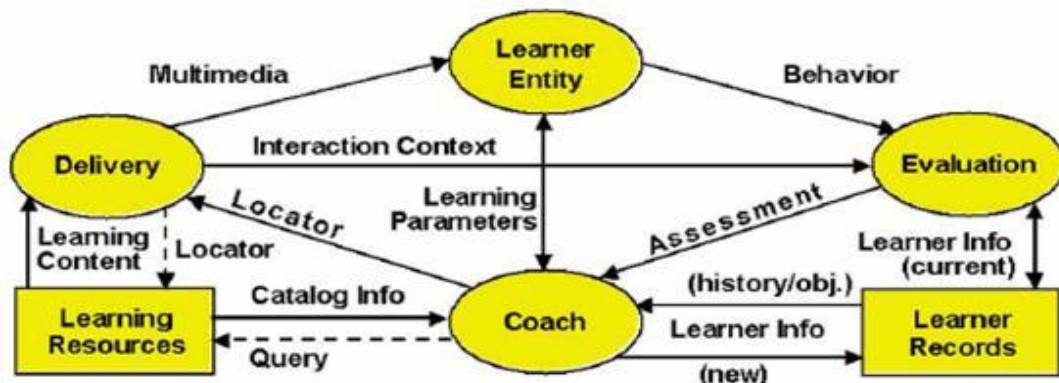 Learner
Entity
Multimedia
Behavior
Delivery
Interaction Context
Evaluation
Locator
Learning
Parameters
Assessment
Learning
Content
Locator
Learner Info
(current)
Learning
Resources
Catalog Info
Query
Coach
(history/obj.)
Learner Info
(new)
Learner
Records